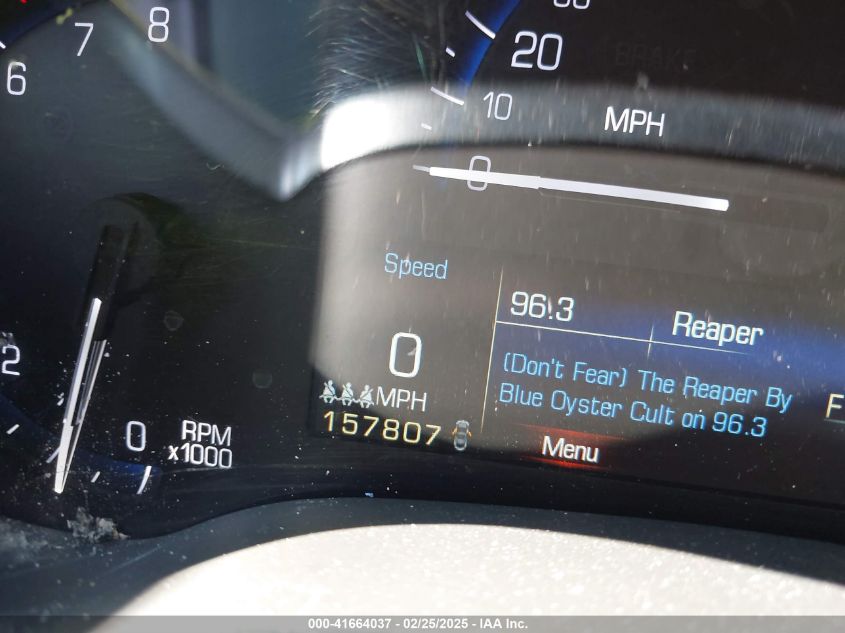 8
7
6
20
BRAKE
10
MPH
0
Speed
96.3
Reaper
0
(Don't Fear) The Reaper By
Blue Oyster Cult on 96.3
MPH
157807
F
2
0
RPM
x1000
Menu
000-41664037 - 02/25/2025 - IAA Inc.